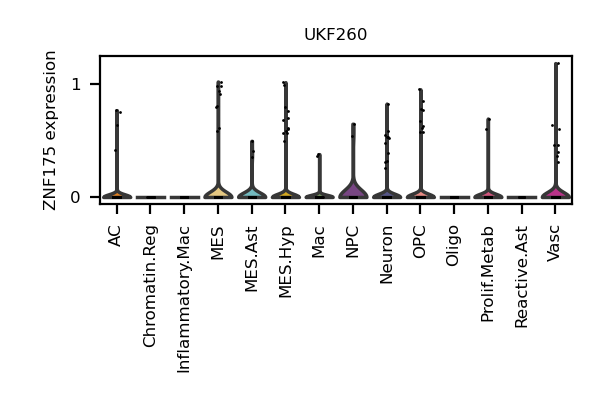 UKF260
ZNF175 expression
1
0
AC
Chromatin.Reg
Inflammatory.Mac
MES
MES.Ast
MES.Hyp
Mac
NPC
Neuron
OPC
Oligo
Prolif.Metab
Reactive.Ast
Vasc